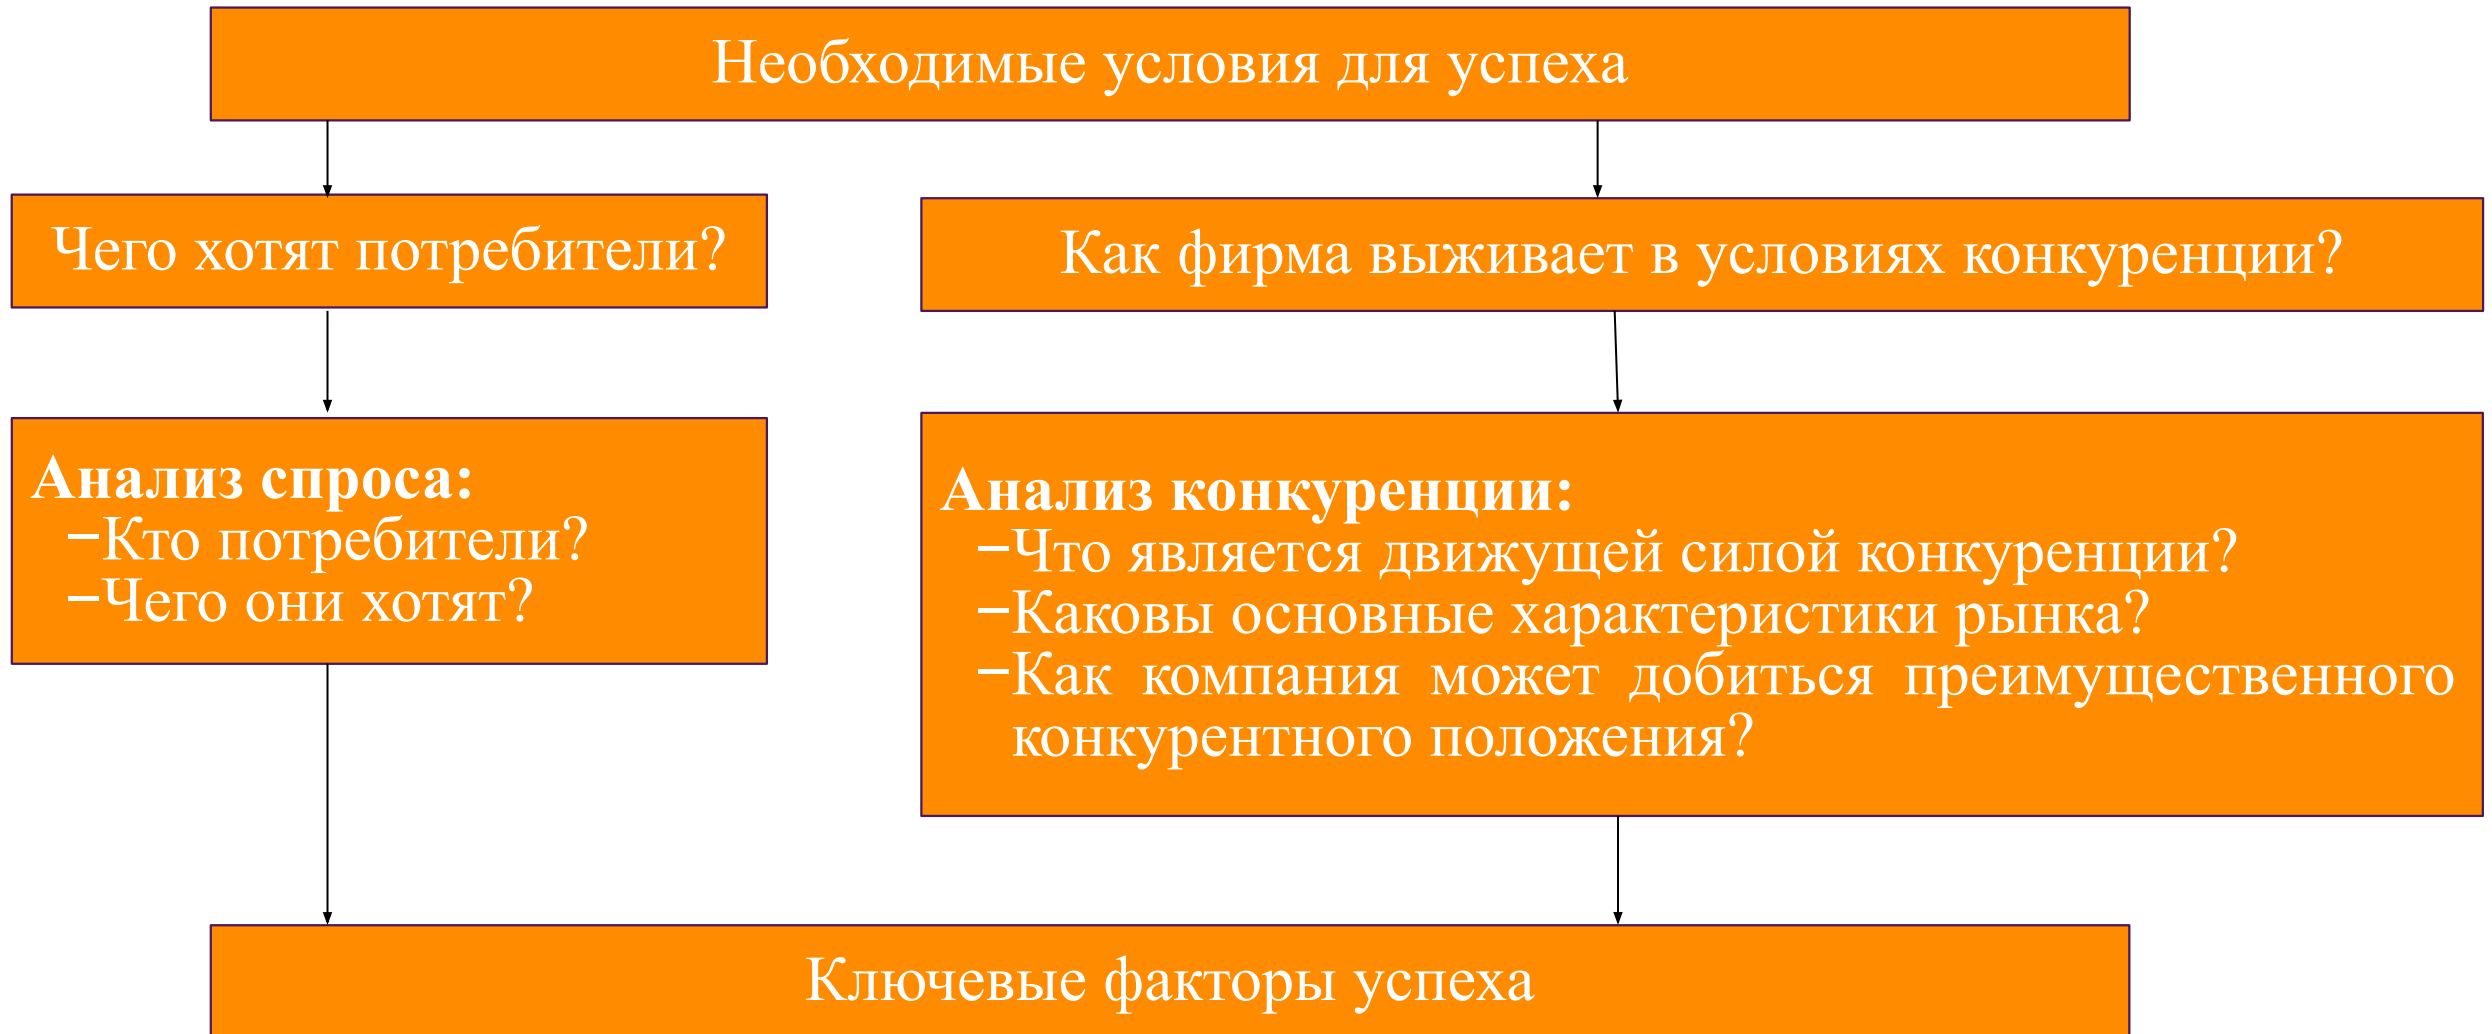 Необходимые условия для успеха
Чего хотят потребители?
Как фирма выживает в условиях конкуренции?
Анализ спроса:
–Кто потребители?
–Чего они хотят?
Анализ конкуренции:
–Что является движущей силой конкуренции?
–Каковы основные характеристики рынка?
–Как компания может добиться преимущественного
конкурентного положения?
Ключевые факторы успеха